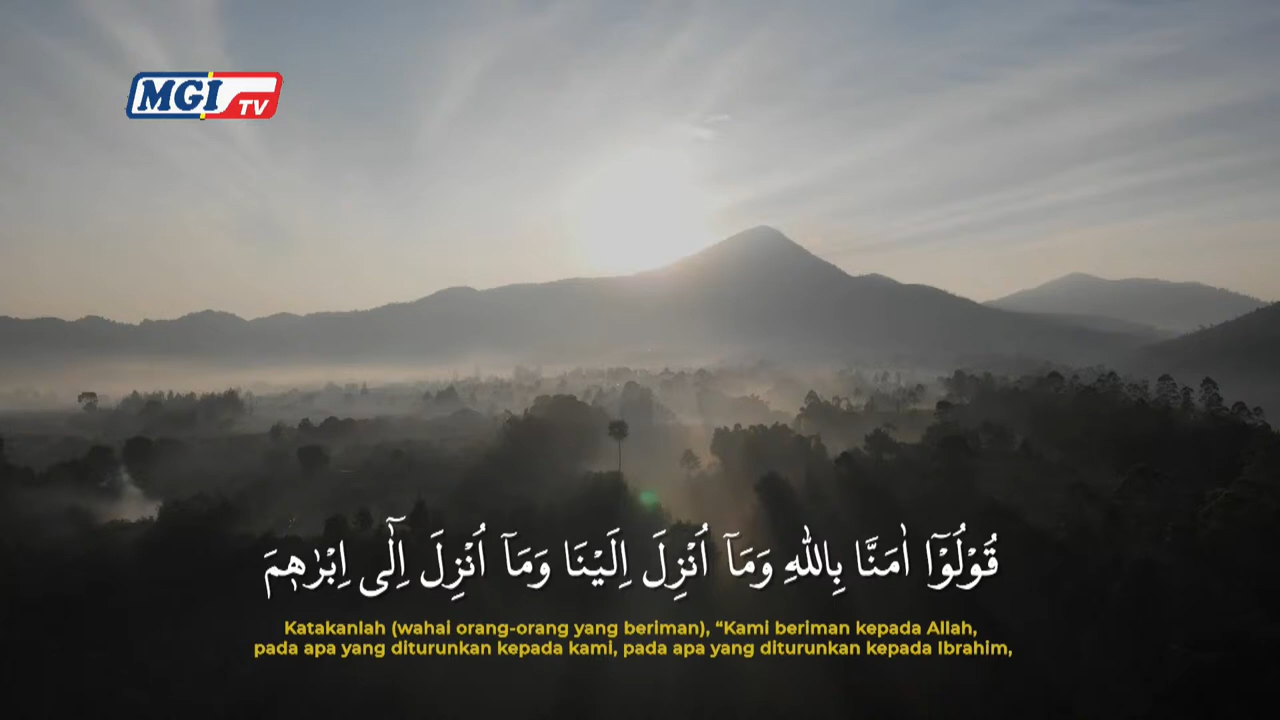 MGI TV
قُوْلُوْٓا اٰمَنَّا بِاللّٰهِ وَمَآ اُنْزِلَ اِلَيْنَا وَمَآ اُنْزِلَ اِلٰٓى اِبْرٰهٖمَ
Katakanlah (wahai orang-orang yang beriman), “Kami beriman kepada Allah,
pada apa yang diturunkan kepada kami, pada apa yang diturunkan kepada Ibrahim,